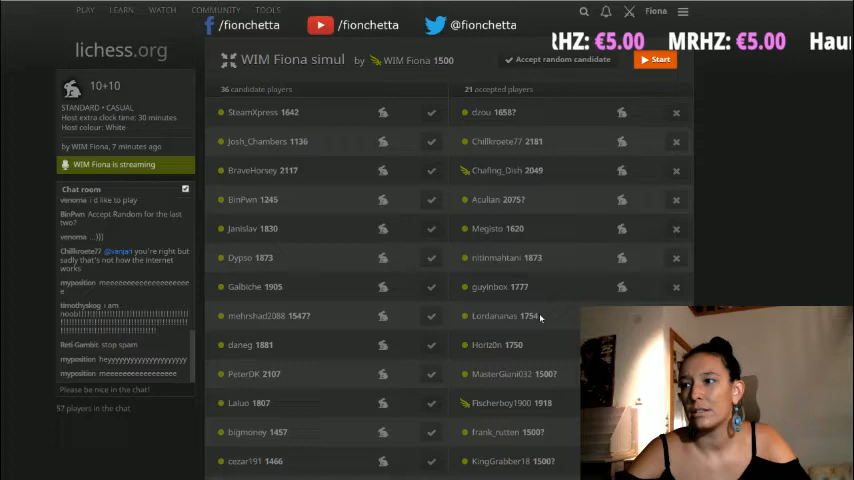 PLAY LEARN WATCH COMMUNITY TOOLS Fiona
/fionchetta /fionchetta @fionchetta
RHZ: €5.00 MRHZ: €5.00 Hau
lichess.org
10+10
STANDARD • CASUAL
Host extra clock time: 30 minutes
Host colour: White
by WIM Fiona, 7 minutes ago
WIM Fiona is streaming
Chat room
venoma i'd like to play
BinPwn Accept Random for the last
two?
venoma ...)))
Chillkroete77 @vanjari you're right but
sadly that's not how the internet
works
myposition meeeeeeeeeeeeeeeeeee
e
timothyskog i am
noob!!!!!!!!!!!!!!!!!!!!!!!!!!!!!!!!!!!!!!
!!!!!!!!!!!!!!!!!!!!!!!!!!!!!!!!!!!!!!!!!!!!
!!!!!!!!!!!!!!!!!!!!!!!!!!!!!
Reti-Gambit stop spam
myposition heyyyyyyyyyyyyyyyyyyy
myposition meeeeeeeeeeeeeeee
Please be nice in the chat!
57 players in the chat
WIM Fiona simul by WIM Fiona 1500
Accept random candidate
Start
36 candidate players
SteamXpress 1642
Josh_Chambers 1136
BraveHorsey 2117
BinPwn 1245
Janislav 1830
Dypso 1873
Galbiche 1905
mehrshad2088 1547?
daneg 1881
PeterDK 2107
Laluo 1807
bigmoney 1457
cezar191 1466
21 accepted players
dzou 1658?
Chillkroete77 2181
Chafing_Dish 2049
Aculian 2075?
Megisto 1620
nitinmahtani 1873
guyinbox 1777
Lordananas 1754
Horiz0n 1750
MasterGiani032 1500?
Fischerboy1900 1918
frank_rutten 1500?
KingGrabber18 1500?